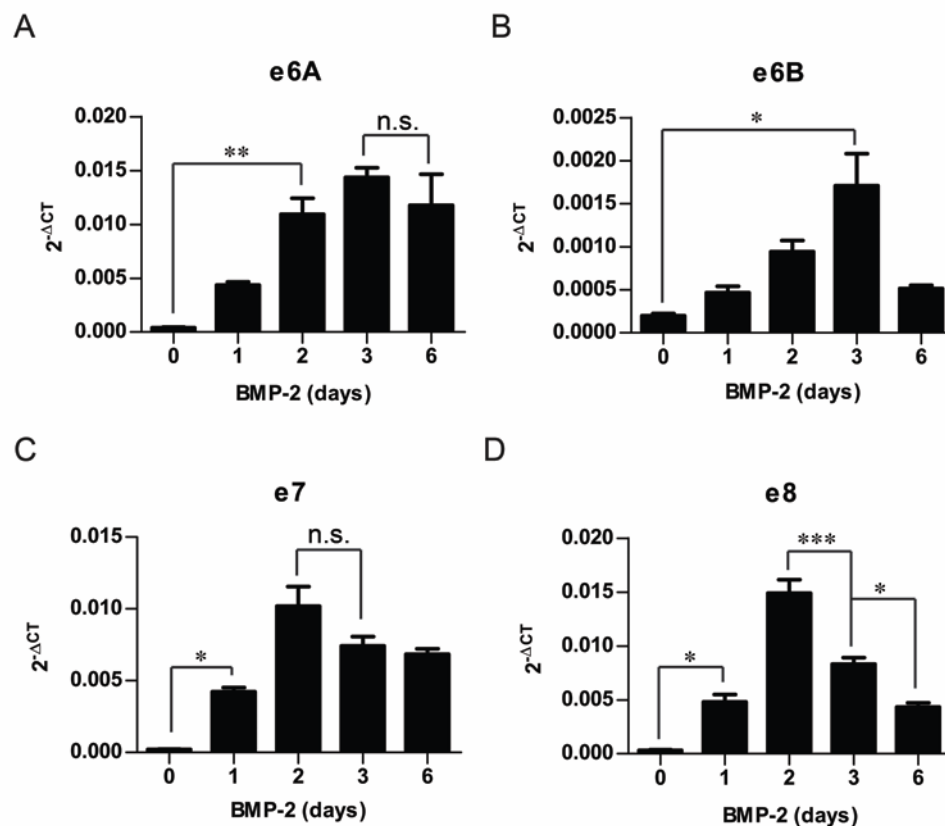 A
e6A
0.020
0.015
0.010
0.005
0.000
2-ΔCT
**
n.s.
0 1 2 3 6
BMP-2 (days)
B
e6B
0.0025
0.0020
0.0015
0.0010
0.0005
0.0000
2-ΔCT
*
0 1 2 3 6
BMP-2 (days)
C
e7
0.015
0.010
0.005
0.000
2-ΔCT
*
n.s.
0 1 2 3 6
BMP-2 (days)
D
e8
0.020
0.015
0.010
0.005
0.000
2-ΔCT
*
***
*
0 1 2 3 6
BMP-2 (days)